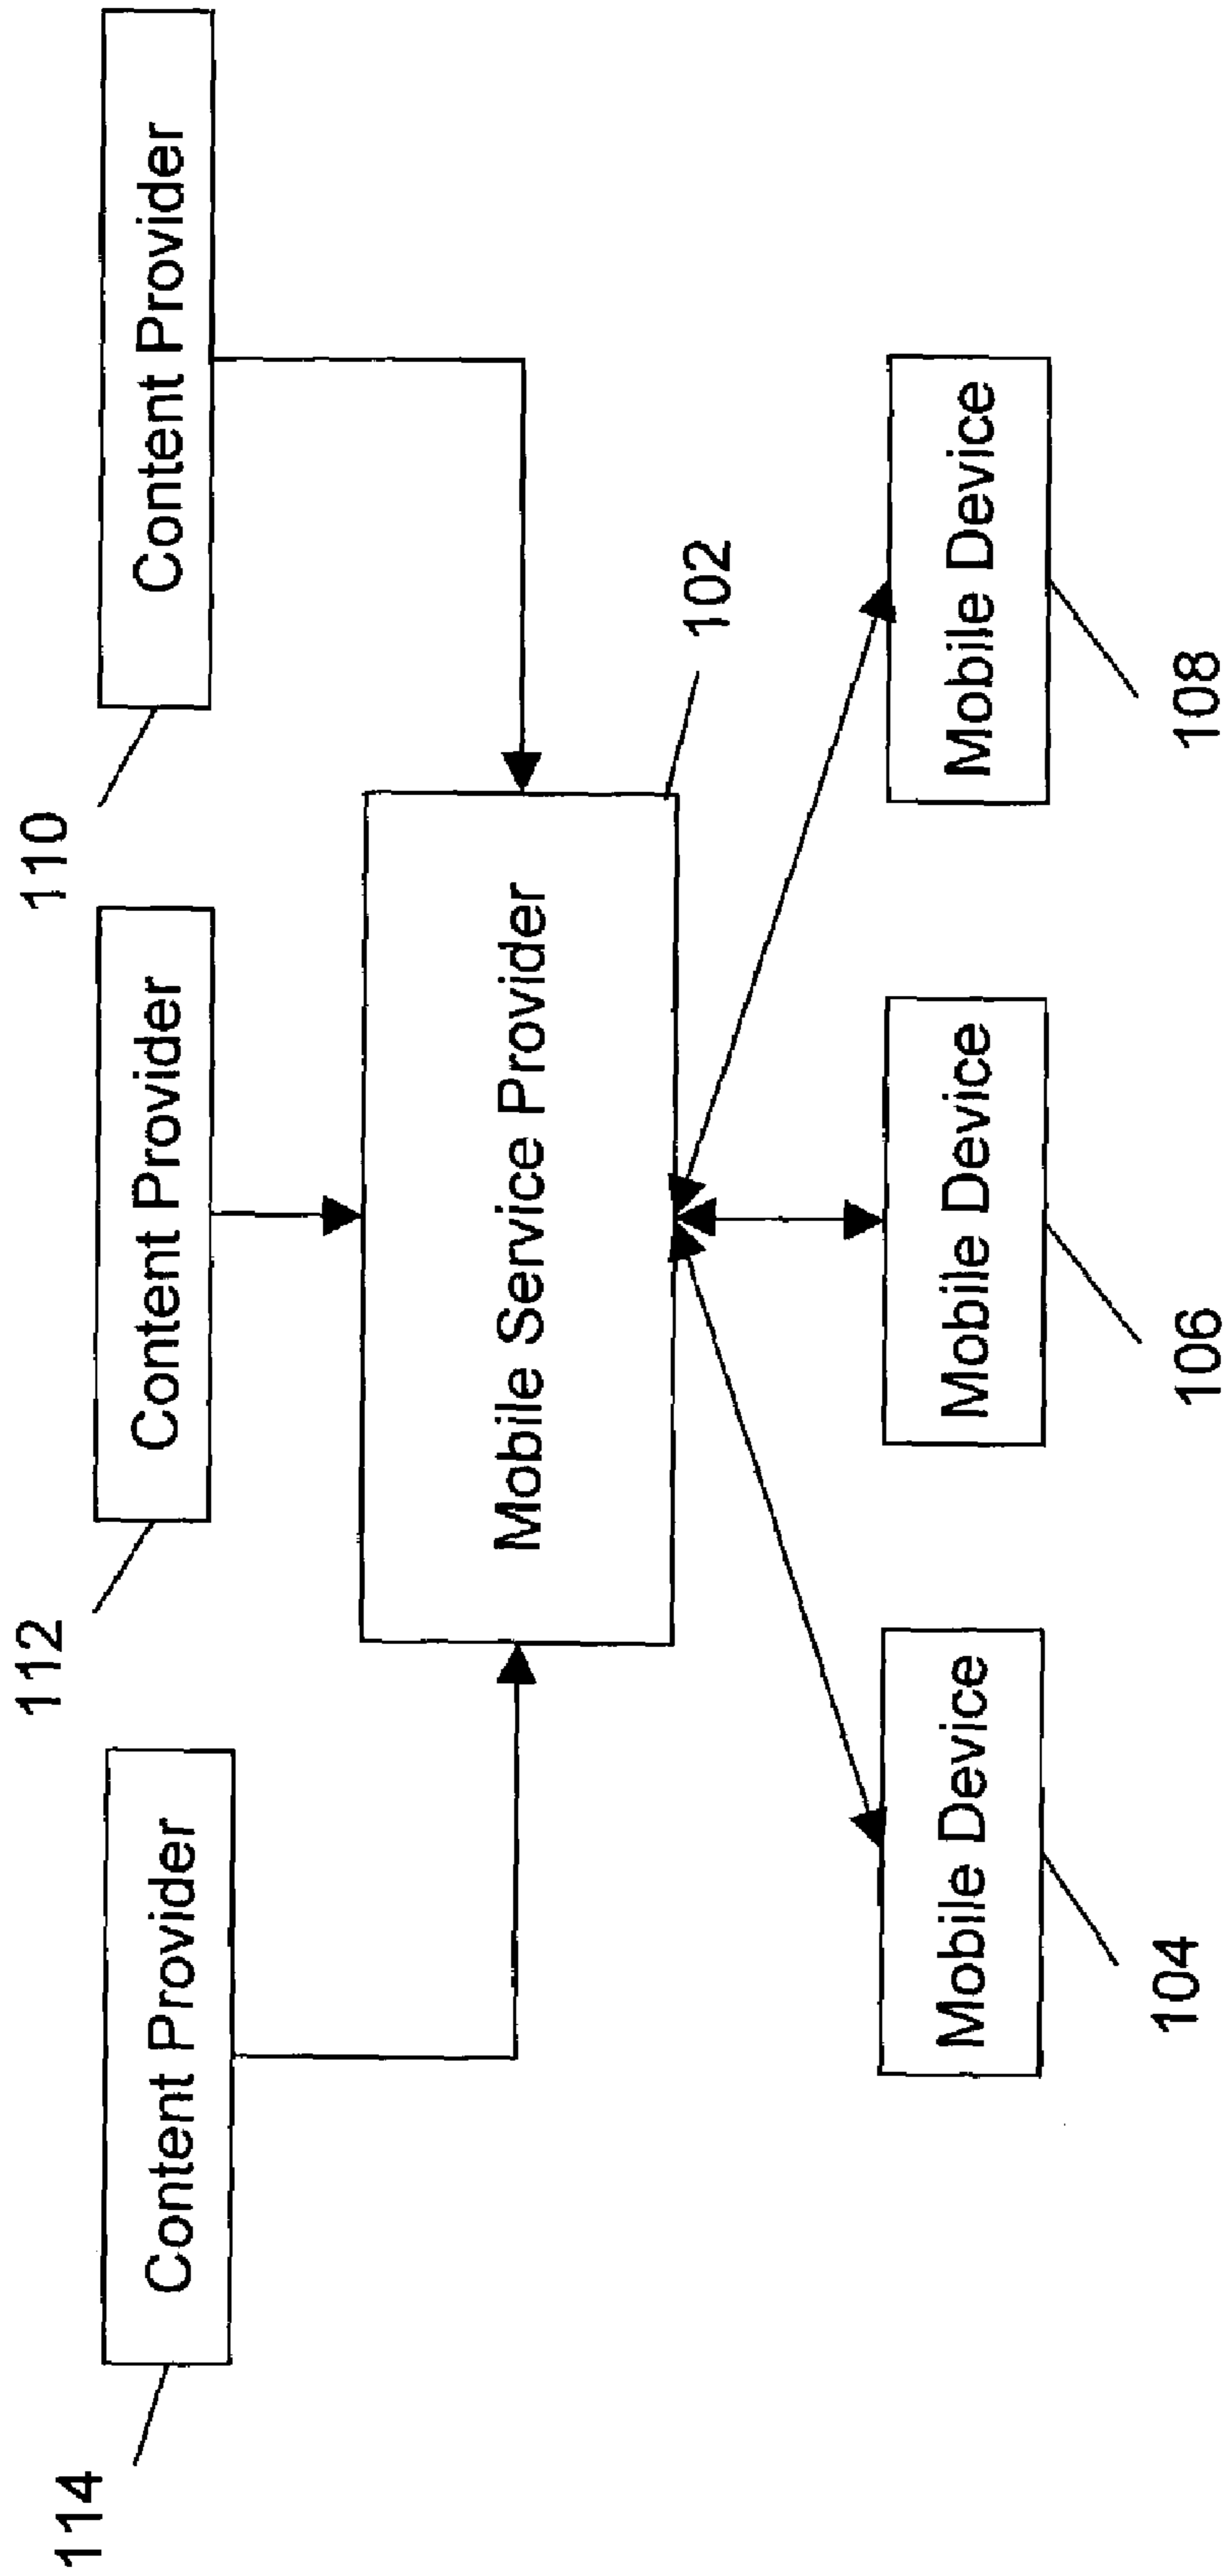 114
Content Provider
112
Content Provider
110
Content Provider
Mobile Service Provider
102
Mobile Device
104
Mobile Device
106
Mobile Device
108